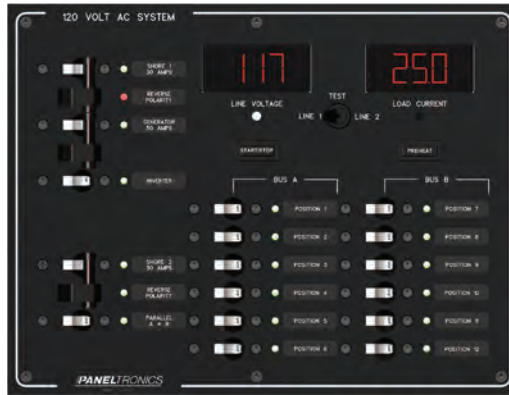 120 VOLT AC SYSTEM
SHORE 1
30 AMPS
REVERSE
POLARITY
GENERATOR
30 AMPS
INVERTER
SHORE 2
30 AMPS
REVERSE
POLARITY
PARALLEL
A + B
117
LINE VOLTAGE
TEST
LINE 1
LINE 2
25.0
LOAD CURRENT
START/STOP
PREHEAT
BUS A
POSITION 1
POSITION 2
POSITION 3
POSITION 4
POSITION 5
POSITION 6
BUS B
POSITION 7
POSITION 8
POSITION 9
POSITION 10
POSITION 11
POSITION 12
PANELTRONICS